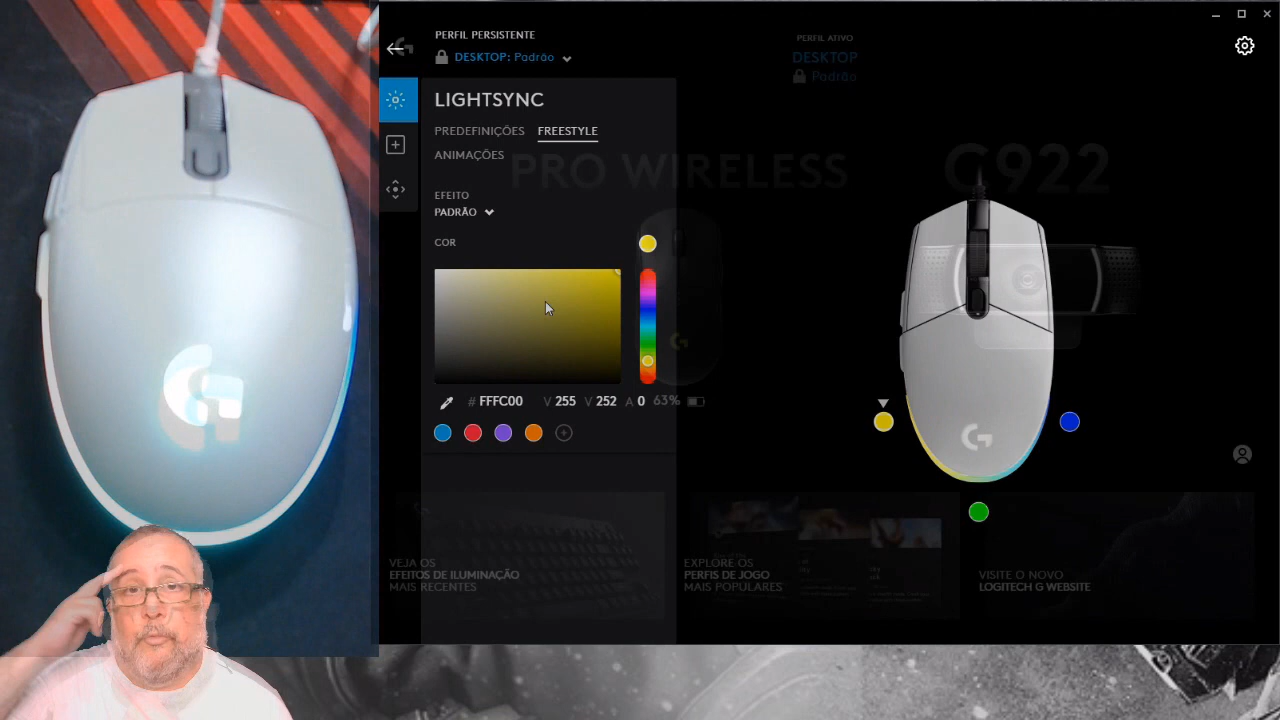 PERFIL PERSISTENTE
DESKTOP: Padrão
PERFIL ATIVO
DESKTOP
Padrão
LIGHTSYNC
PREDEFINIÇÕES FREESTYLE
ANIMAÇÕES
PRO WIRELESS
G922
EFEITO
PADRÃO
COR
# FFFC00 V 255 V 252 A 0 63%
VEJA OS
EFEITOS DE ILUMINAÇÃO
MAIS RECENTES
EXPLORE OS
PERFIS DE JOGO
MAIS POPULARES
VISITE O NOVO
LOGITECH G WEBSITE